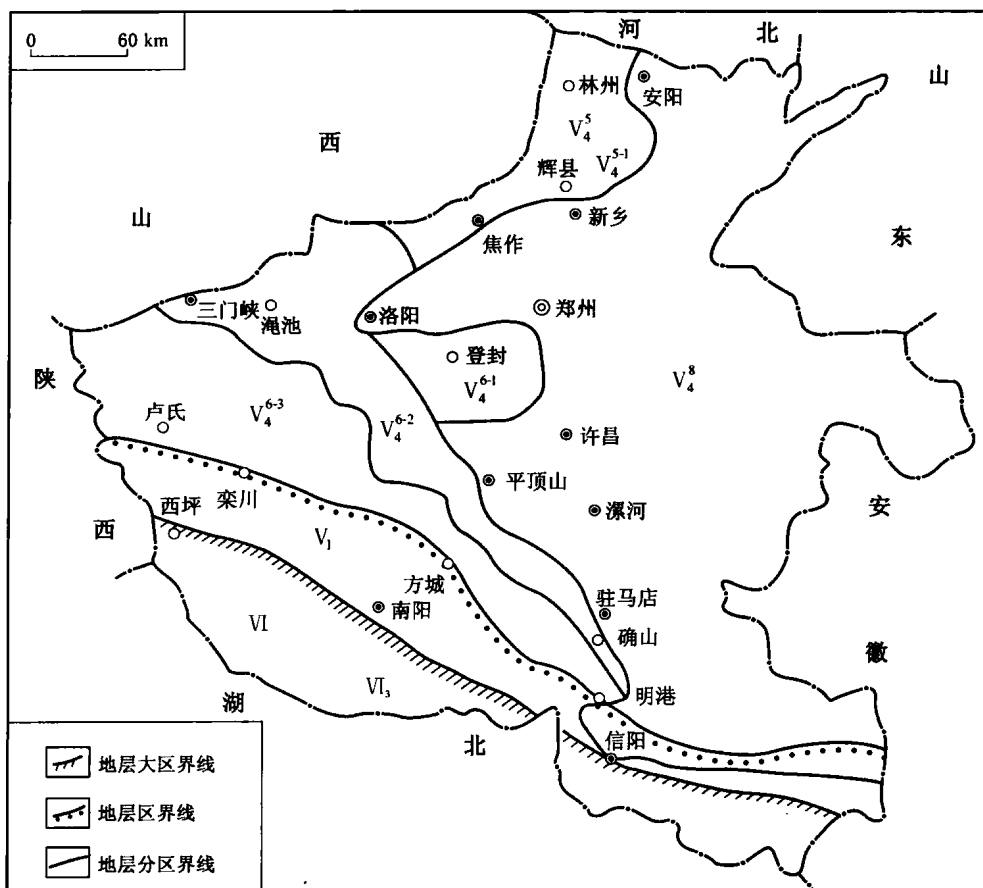 0 60 km
河 北
山
林州
安阳
西
V₄⁵
V₄⁵⁻¹
辉县
山
新乡
焦作
东
三门峡
渑池
洛阳
郑州
登封
陕
V₄⁶⁻¹
V₄⁸
V₄⁶⁻³
V₄⁶⁻²
卢氏
许昌
栾川
平顶山
西坪
漯河
安
西
V₁
方城
南阳
驻马店
确山
Ⅵ
徽
Ⅵ₃
明港
湖
北
信阳
地层大区界线
地层区界线
地层分区界线